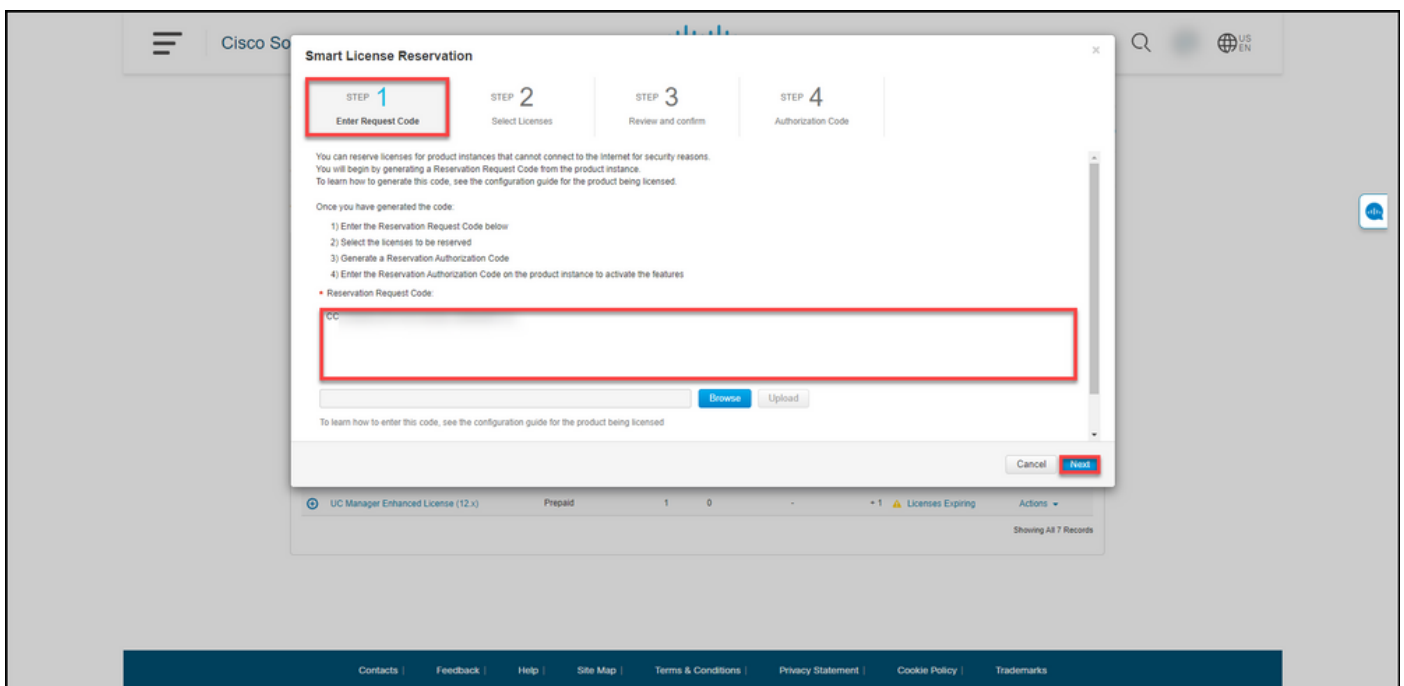 Cisco So
US
EN
Smart License Reservation
×
STEP 1
Enter Request Code
STEP 2
Select Licenses
STEP 3
Review and confirm
STEP 4
Authorization Code
You can reserve licenses for product instances that cannot connect to the Internet for security reasons.
You will begin by generating a Reservation Request Code from the product instance.
To learn how to generate this code, see the configuration guide for the product being licensed.
Once you have generated the code:
1) Enter the Reservation Request Code below
2) Select the licenses to be reserved
3) Generate a Reservation Authorization Code
4) Enter the Reservation Authorization Code on the product instance to activate the features
* Reservation Request Code:
CC
Browse Upload
To learn how to enter this code, see the configuration guide for the product being licensed
Cancel Next
UC Manager Enhanced License (12.x) Prepaid 1 0 - + 1 Licenses Expiring Actions
Showing All 7 Records
Contacts | Feedback | Help | Site Map | Terms & Conditions | Privacy Statement | Cookie Policy | Trademarks